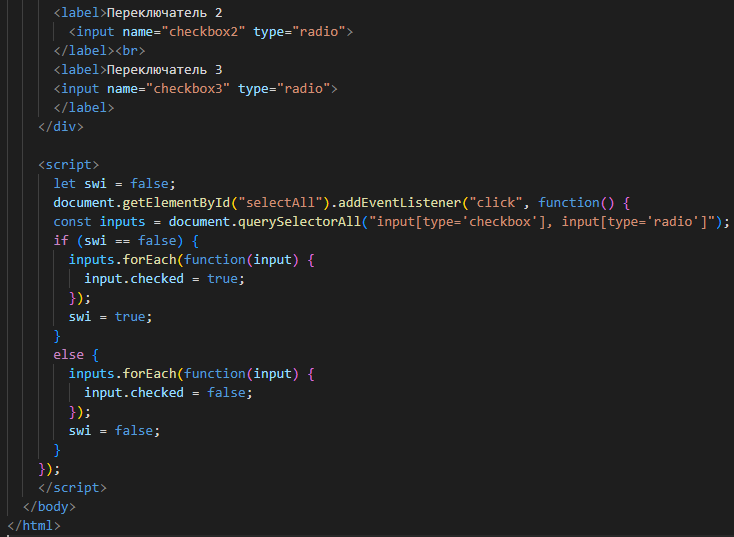 <label>Переключатель 2
<input name="checkbox2" type="radio">
</label><br>
<label>Переключатель 3
<input name="checkbox3" type="radio">
</label>
</div>
<script>
let swi = false;
document.getElementById("selectAll").addEventListener("click", function() {
const inputs = document.querySelectorAll("input[type='checkbox'], input[type='radio']");
if (swi == false) {
inputs.forEach(function(input) {
input.checked = true;
});
swi = true;
}
else {
inputs.forEach(function(input) {
input.checked = false;
});
swi = false;
}
});
</script>
</body>
</html>